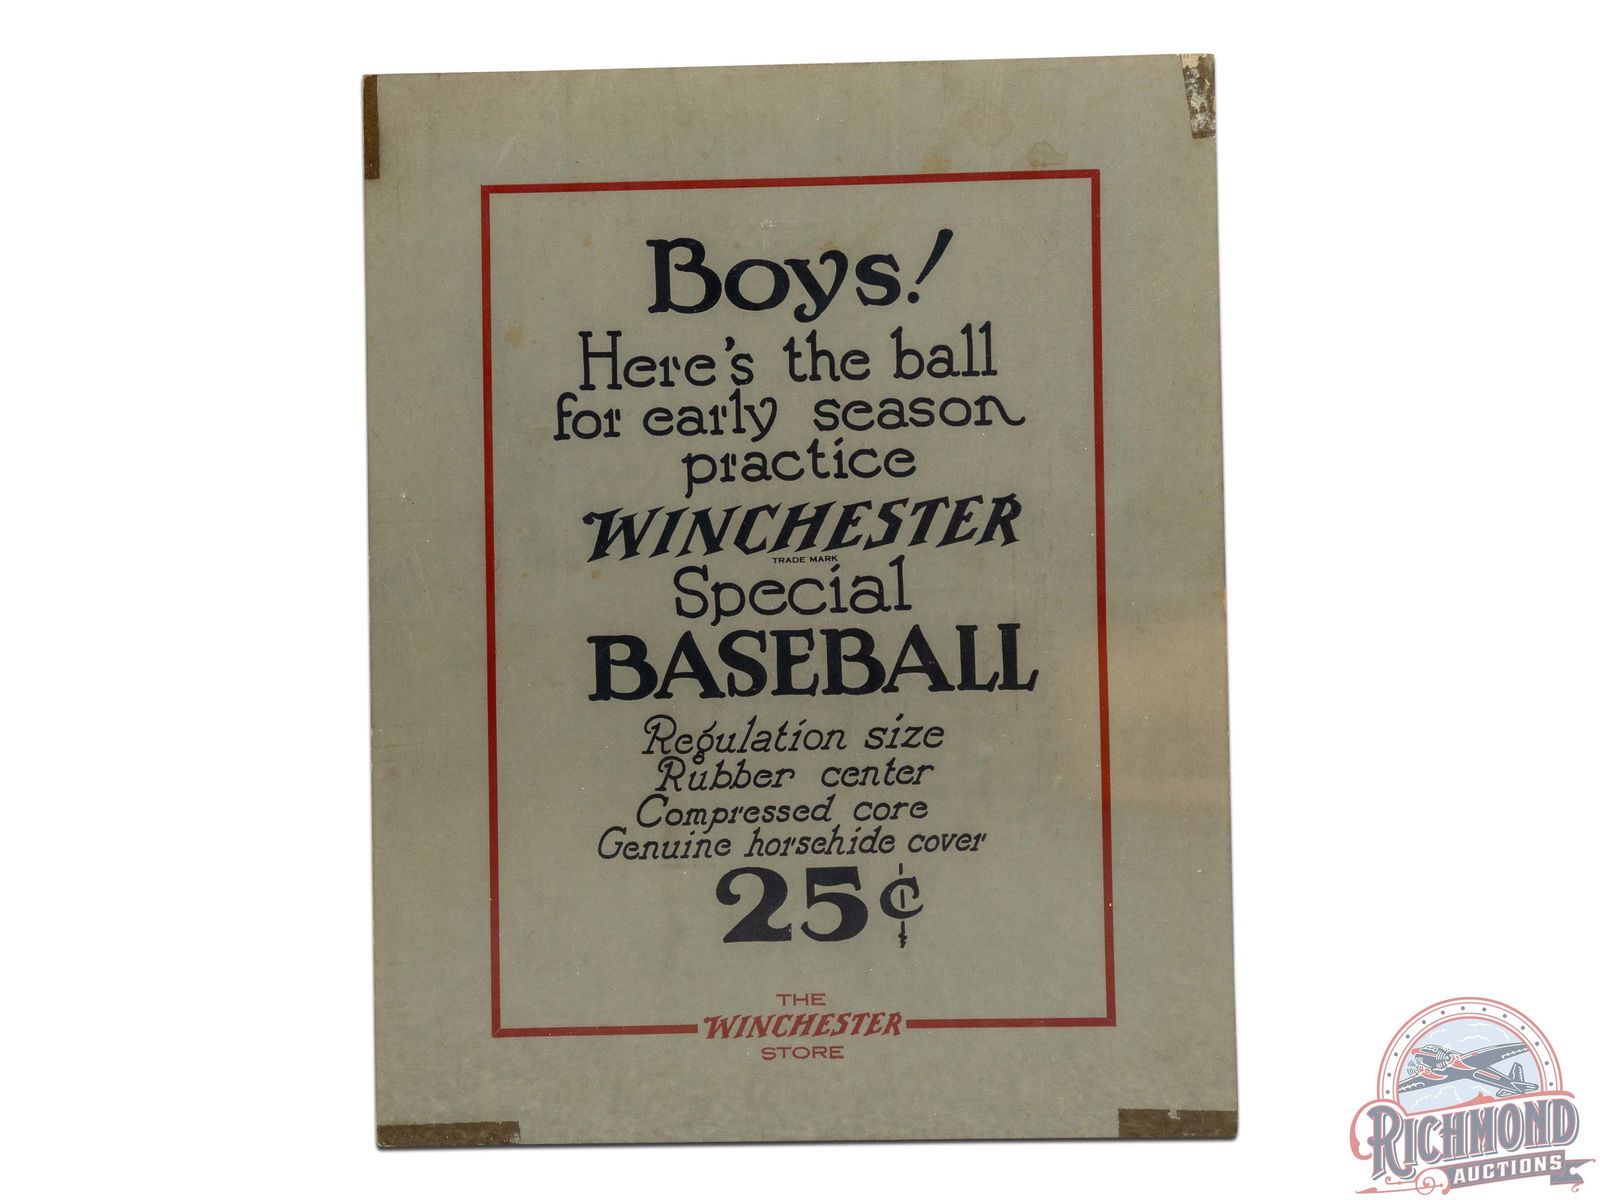 Boys!
Here's the ball
for early season
practice
WINCHESTER
TRADE MARK
Special
BASEBALL
Regulation size
Rubber center
Compressed core
Genuine horsehide cover
25¢
THE
WINCHESTER
STORE
RICHMOND
AUCTIONS